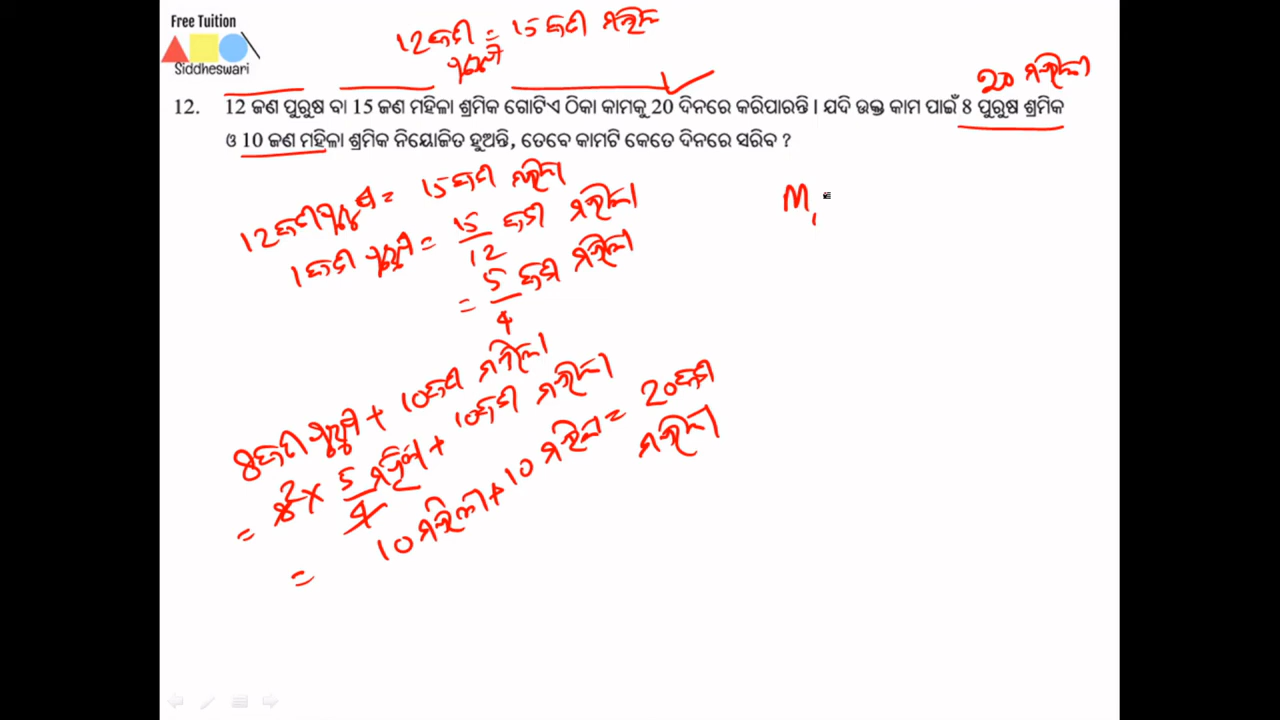 Free Tuition
Siddheswari
12ଜଣ ପୁରୁଷ = 15ଜଣ ମହିଳା
20 ମହିଳା
12. 12 ଜଣ ପୁରୁଷ ବା 15 ଜଣ ମହିଳା ଶ୍ରମିକ ଗୋଟିଏ ଠିକା କାମକୁ 20 ଦିନରେ କରିପାରନ୍ତି । ଯଦି ଉକ୍ତ କାମ ପାଇଁ 8 ପୁରୁଷ ଶ୍ରମିକ
ଓ 10 ଜଣ ମହିଳା ଶ୍ରମିକ ନିୟୋଜିତ ହୁଅନ୍ତି, ତେବେ କାମଟି କେତେ ଦିନରେ ସରିବ ?
12ଜଣ ପୁରୁଷ = 15ଜଣ ମହିଳା
1ଜଣ ପୁରୁଷ = 15/12 ଜଣ ମହିଳା
= 5/4 ଜଣ ମହିଳା
8ଜଣ ପୁରୁଷ + 10ଜଣ ମହିଳା
= 8 2 × 5/4 ମହିଳା + 10ଜଣ ମହିଳା
= 10 ମହିଳା + 10 ମହିଳା = 20ଜଣ ମହିଳା
M₁